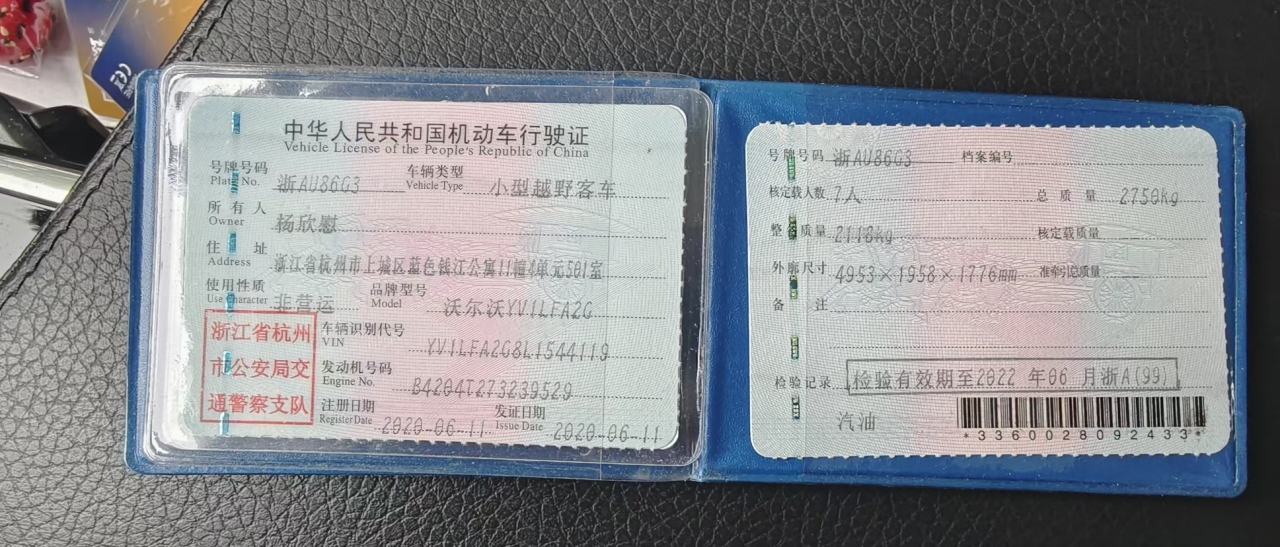 中华人民共和国机动车行驶证
Vehicle License of the People's Republic of China
号牌号码 浙AU86G3 车辆类型 小型越野客车
Plate No. Vehicle Type
所有人 杨欣慰
Owner
住址 浙江省杭州市上城区蓝色钱江公寓11幢4单元501室
Address
使用性质 非营运 品牌型号 沃尔沃YV1LFA2G
Use Character Model
浙江省杭州
市公安局交
通警察支队
车辆识别代号 YV1LFA2G8L1544119
VIN
发动机号码 B4204T273239529
Engine No.
注册日期 2020-06-11 发证日期 2020-06-11
Register Date Issue Date
号牌号码 浙AU86G3 档案编号
核定载人数 7人 总质量 2750kg
整备质量 2118kg 核定载质量 --
外廓尺寸 4953×1958×1776mm 准牵引总质量 --
备注
检验记录 检验有效期至2022年06月浙A(99)
汽油
*3360028092433*